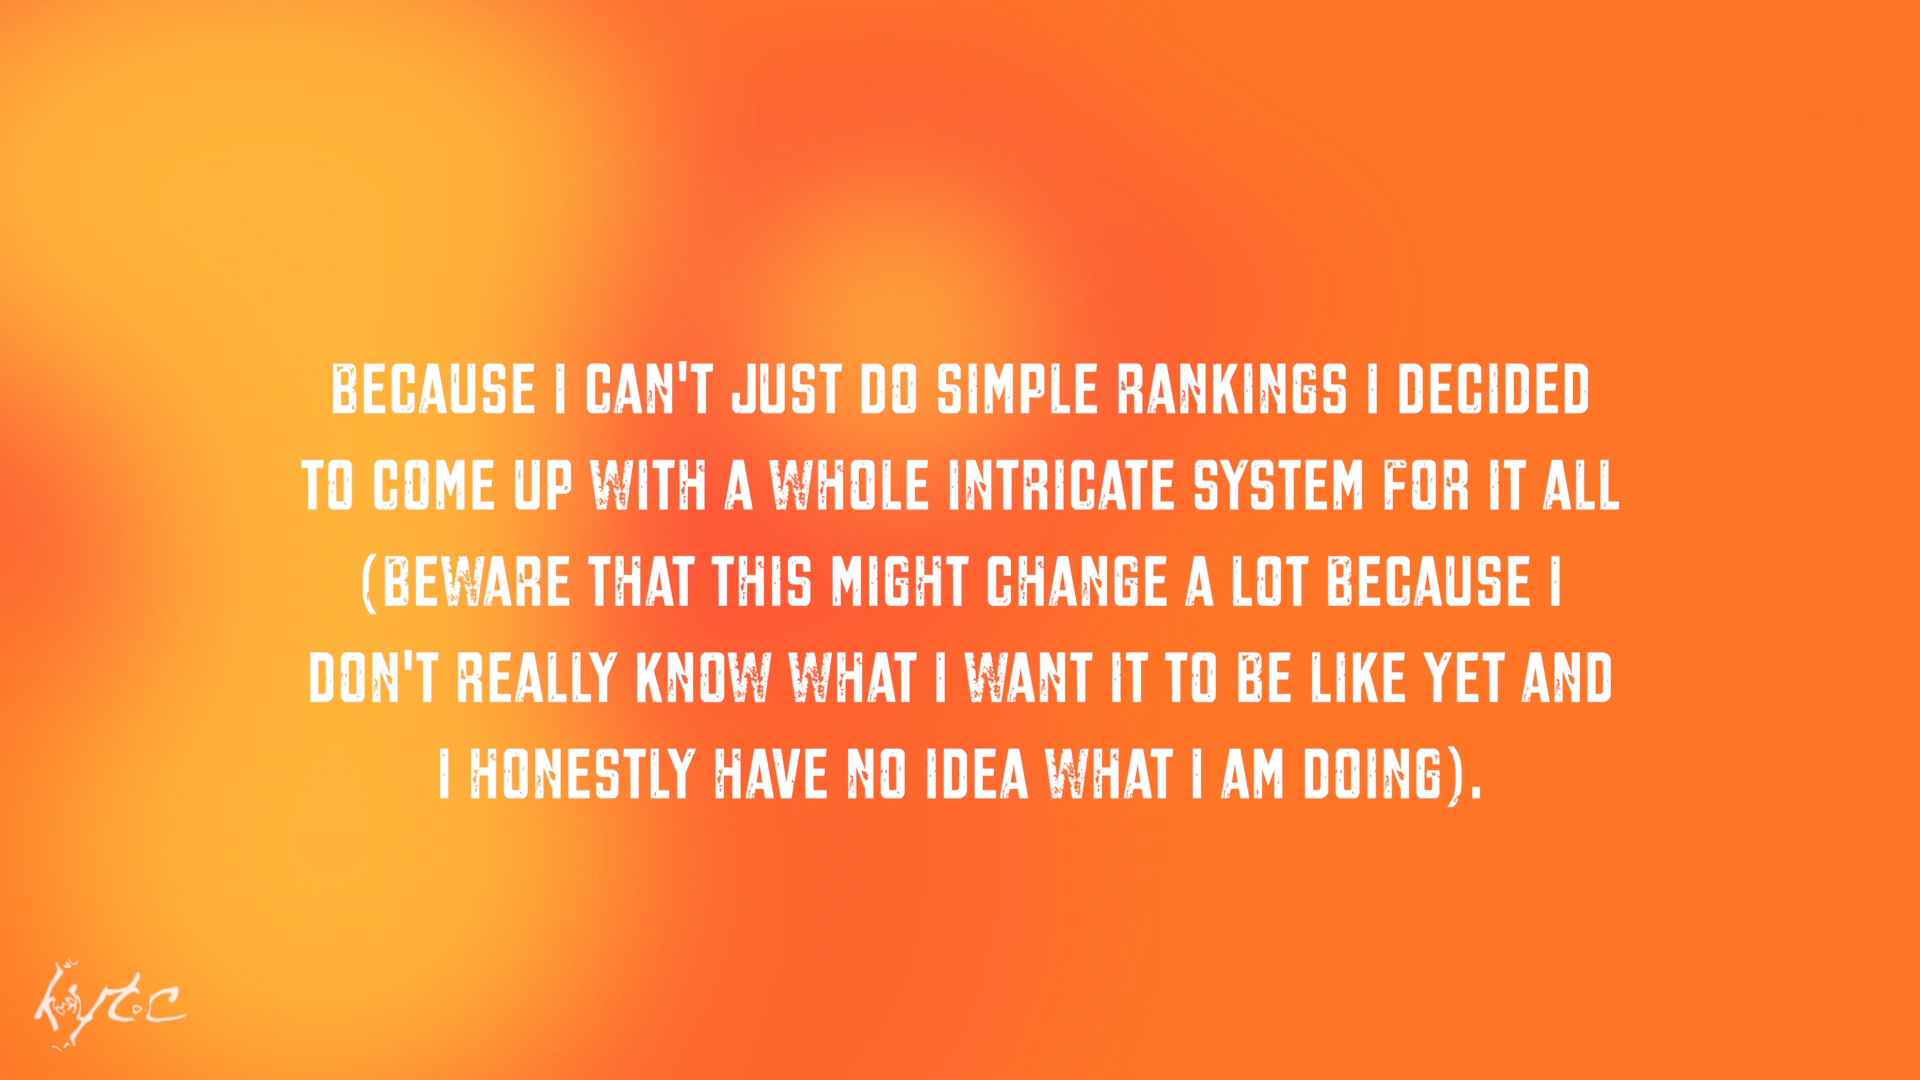 BECAUSE I CAN'T JUST DO SIMPLE RANKINGS I DECIDED
TO COME UP WITH A WHOLE INTRICATE SYSTEM FOR IT ALL
(BEWARE THAT THIS MIGHT CHANGE A LOT BECAUSE I
DON'T REALLY KNOW WHAT I WANT IT TO BE LIKE YET AND
I HONESTLY HAVE NO IDEA WHAT I AM DOING).